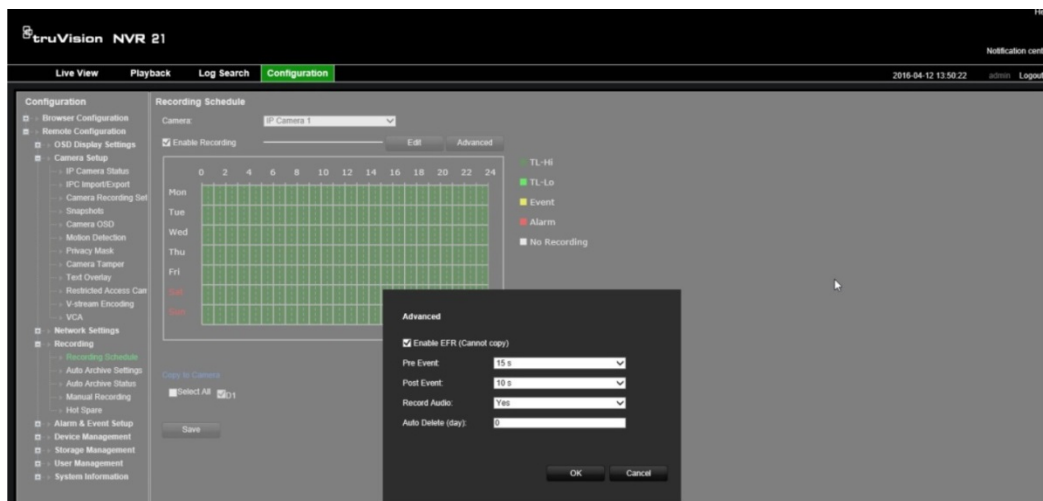 He
truVision NVR 21
Notification cent
Live View Playback Log Search Configuration
2016-04-12 13:50:22 admin Logout
Configuration
Browser Configuration
Remote Configuration
OSD Display Settings
Camera Setup
IP Camera Status
IPC Import/Export
Camera Recording Set
Snapshots
Camera OSD
Motion Detection
Privacy Mask
Camera Tamper
Text Overlay
Restricted Access Cam
V-stream Encoding
VCA
Network Settings
Recording
Recording Schedule
Auto Archive Settings
Auto Archive Status
Manual Recording
Hot Spare
Alarm & Event Setup
Device Management
Storage Management
User Management
System Information
Recording Schedule
Camera: IP Camera 1
Enable Recording Edit Advanced
0 2 4 6 8 10 12 14 16 18 20 22 24
Mon
Tue
Wed
Thu
Fri
Sat
Sun
TL-Hi
TL-Lo
Event
Alarm
No Recording
Copy to Camera
Select All D1
Save
Advanced
Enable EFR (Cannot copy)
Pre Event: 15 s
Post Event: 10 s
Record Audio: Yes
Auto Delete (day): 0
OK Cancel